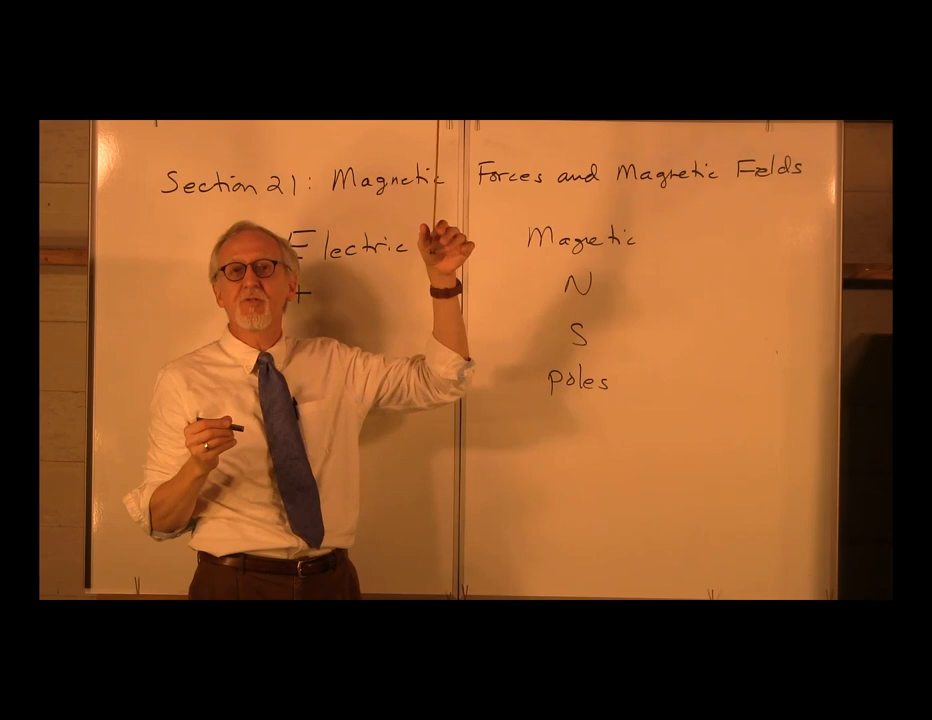 Section 21: Magnetic Forces and Magnetic Fields
Electric Magnetic
+ N
S
poles